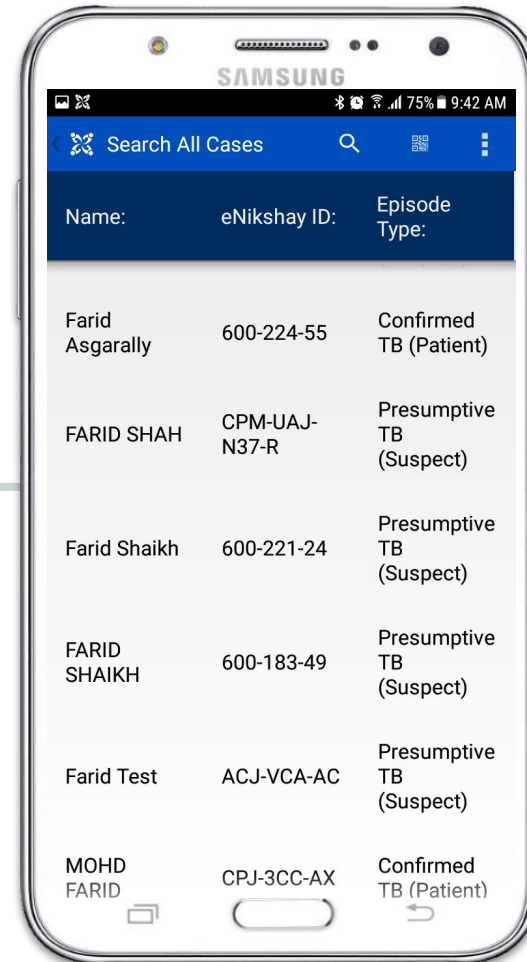 SAMSUNG
75% 9:42 AM
Search All Cases
Name: eNikshay ID: Episode Type:
Farid Asgarally 600-224-55 Confirmed TB (Patient)
FARID SHAH CPM-UAJ-N37-R Presumptive TB (Suspect)
Farid Shaikh 600-221-24 Presumptive TB (Suspect)
FARID SHAIKH 600-183-49 Presumptive TB (Suspect)
Farid Test ACJ-VCA-AC Presumptive TB (Suspect)
MOHD FARID CPJ-3CC-AX Confirmed TB (Patient)